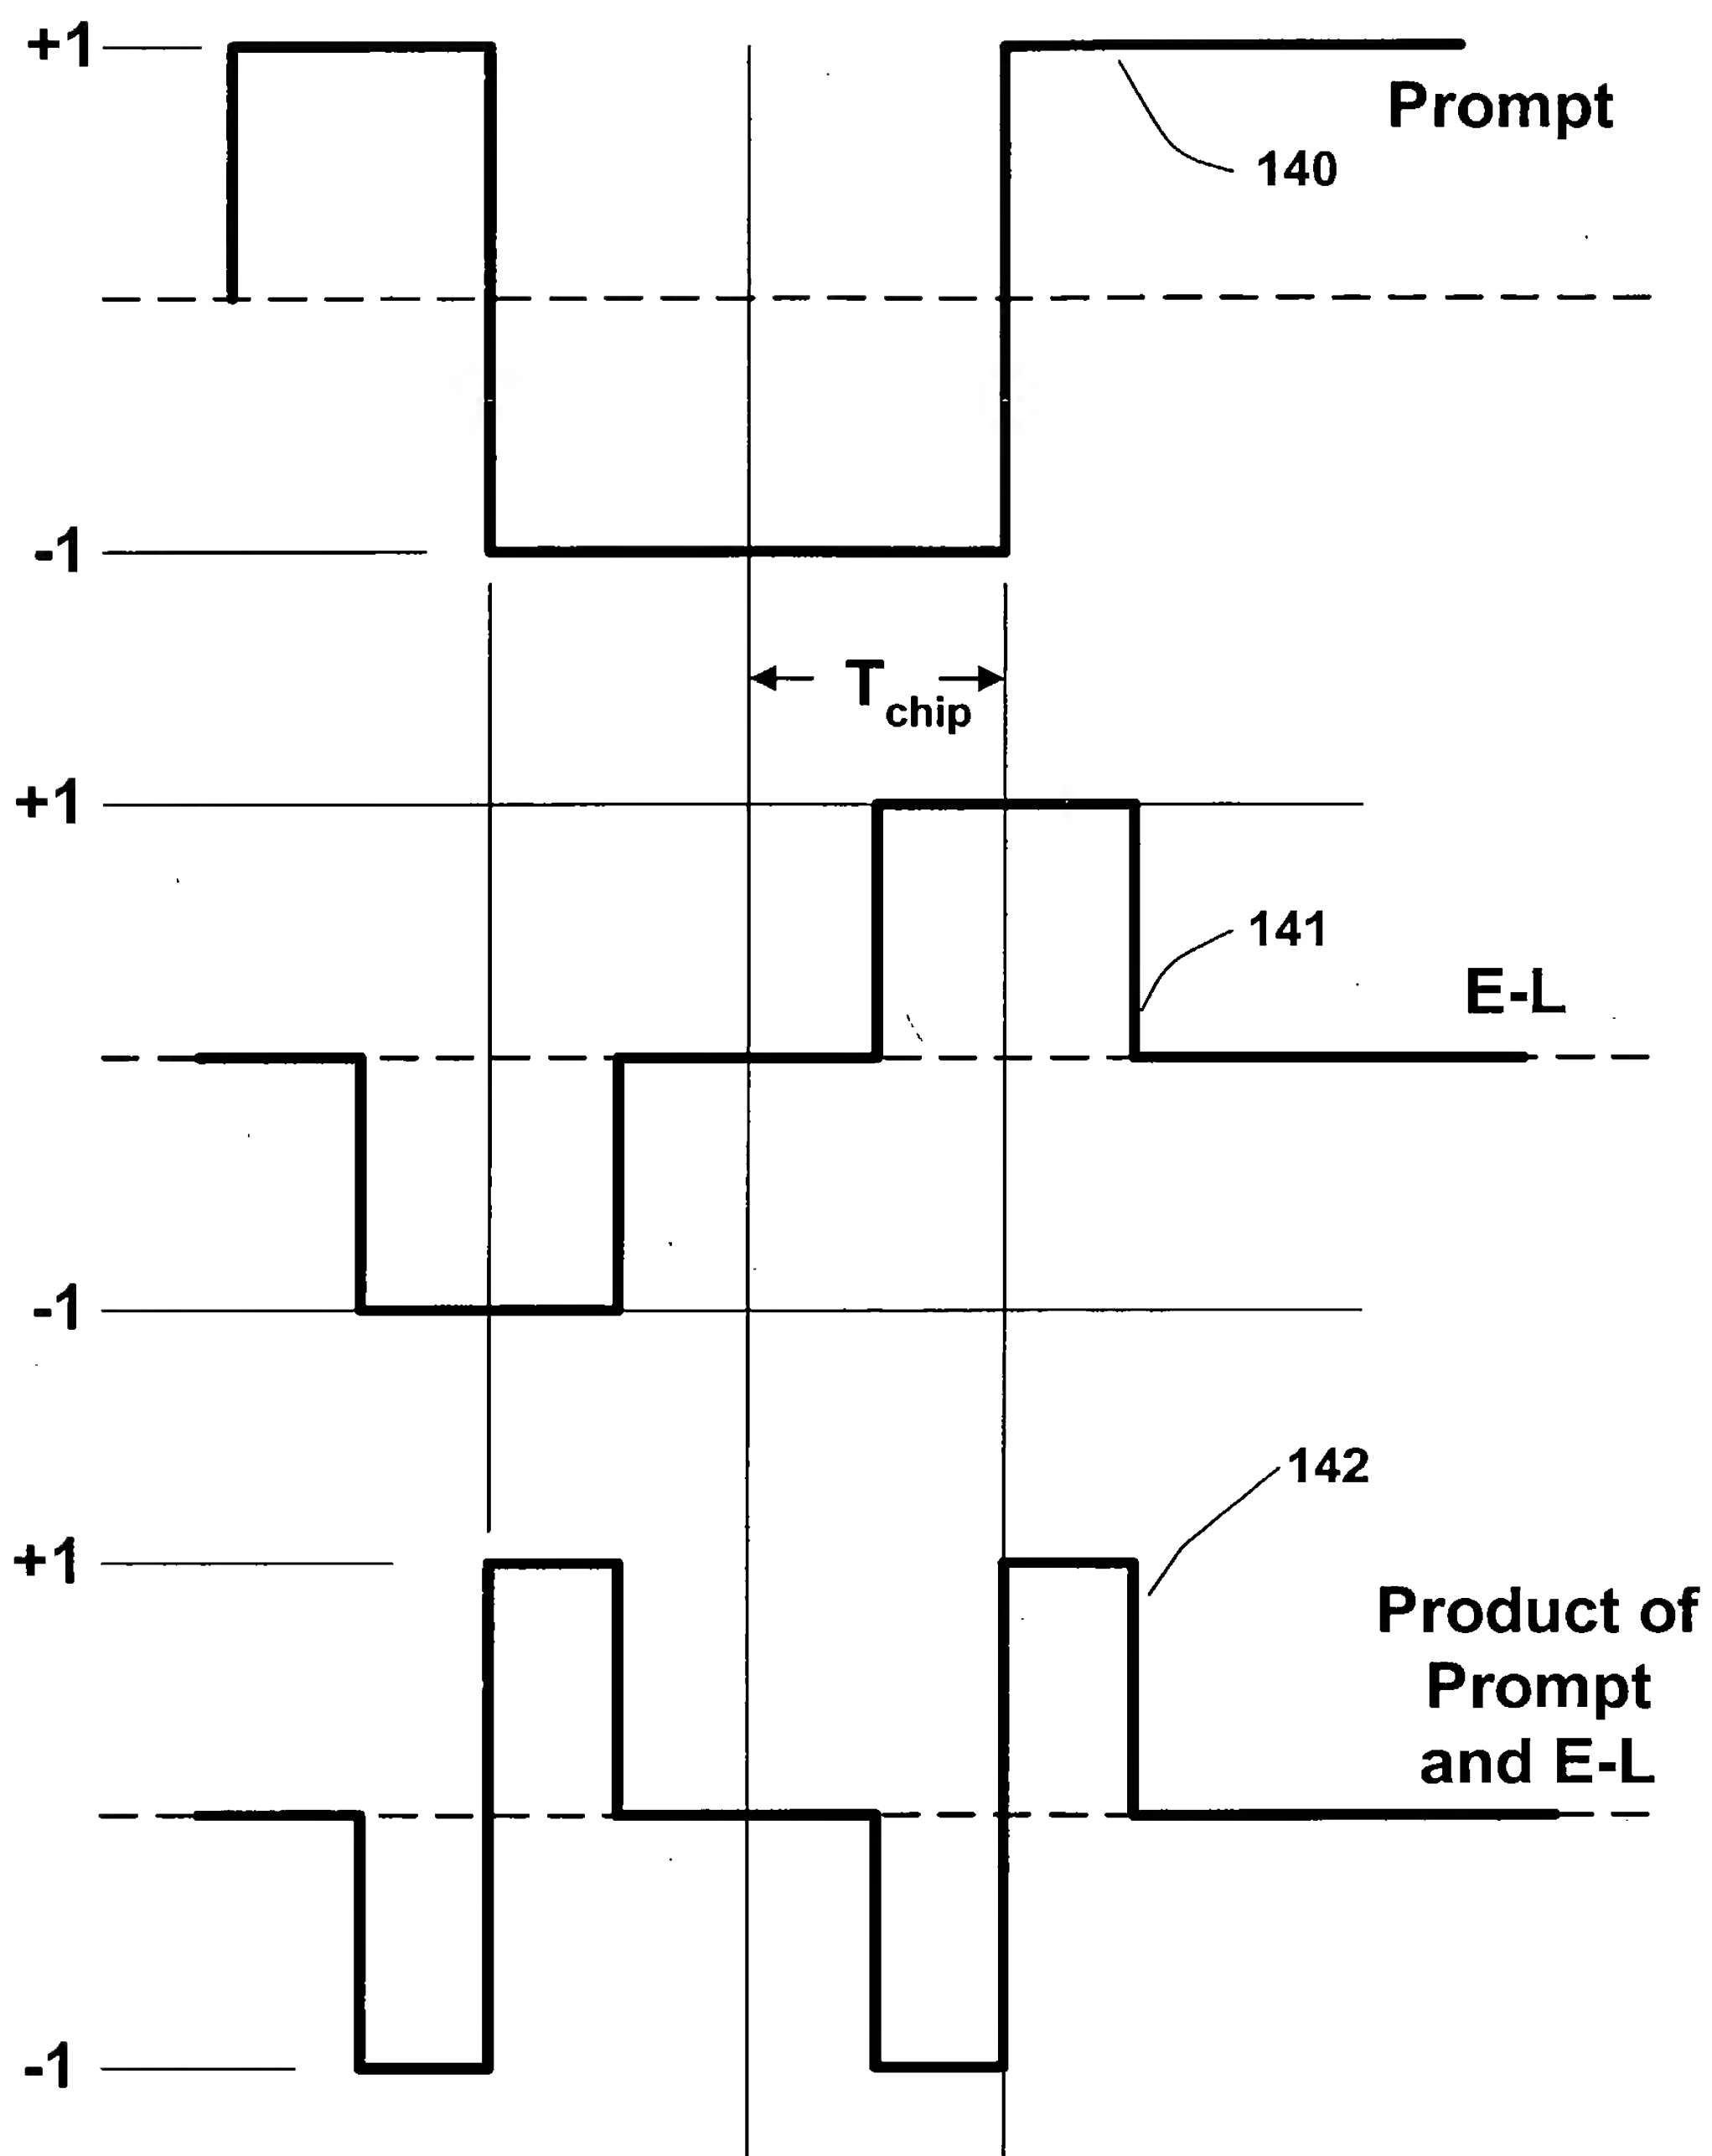 +1
Prompt
140
-1
T chip
+1
141
E-L
-1
142
+1
Product of
Prompt
and E-L
-1